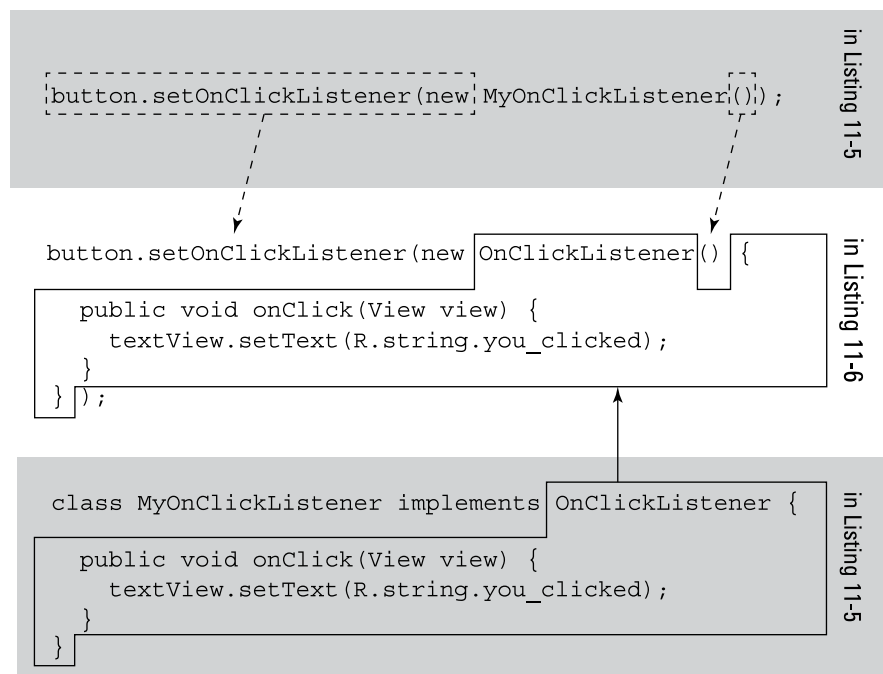 button.setOnClickListener(new MyOnClickListener());
in Listing 11-5
button.setOnClickListener(new OnClickListener() {
public void onClick(View view) {
textView.setText(R.string.you_clicked);
}
} );
in Listing 11-6
class MyOnClickListener implements OnClickListener {
public void onClick(View view) {
textView.setText(R.string.you_clicked);
}
}
in Listing 11-5